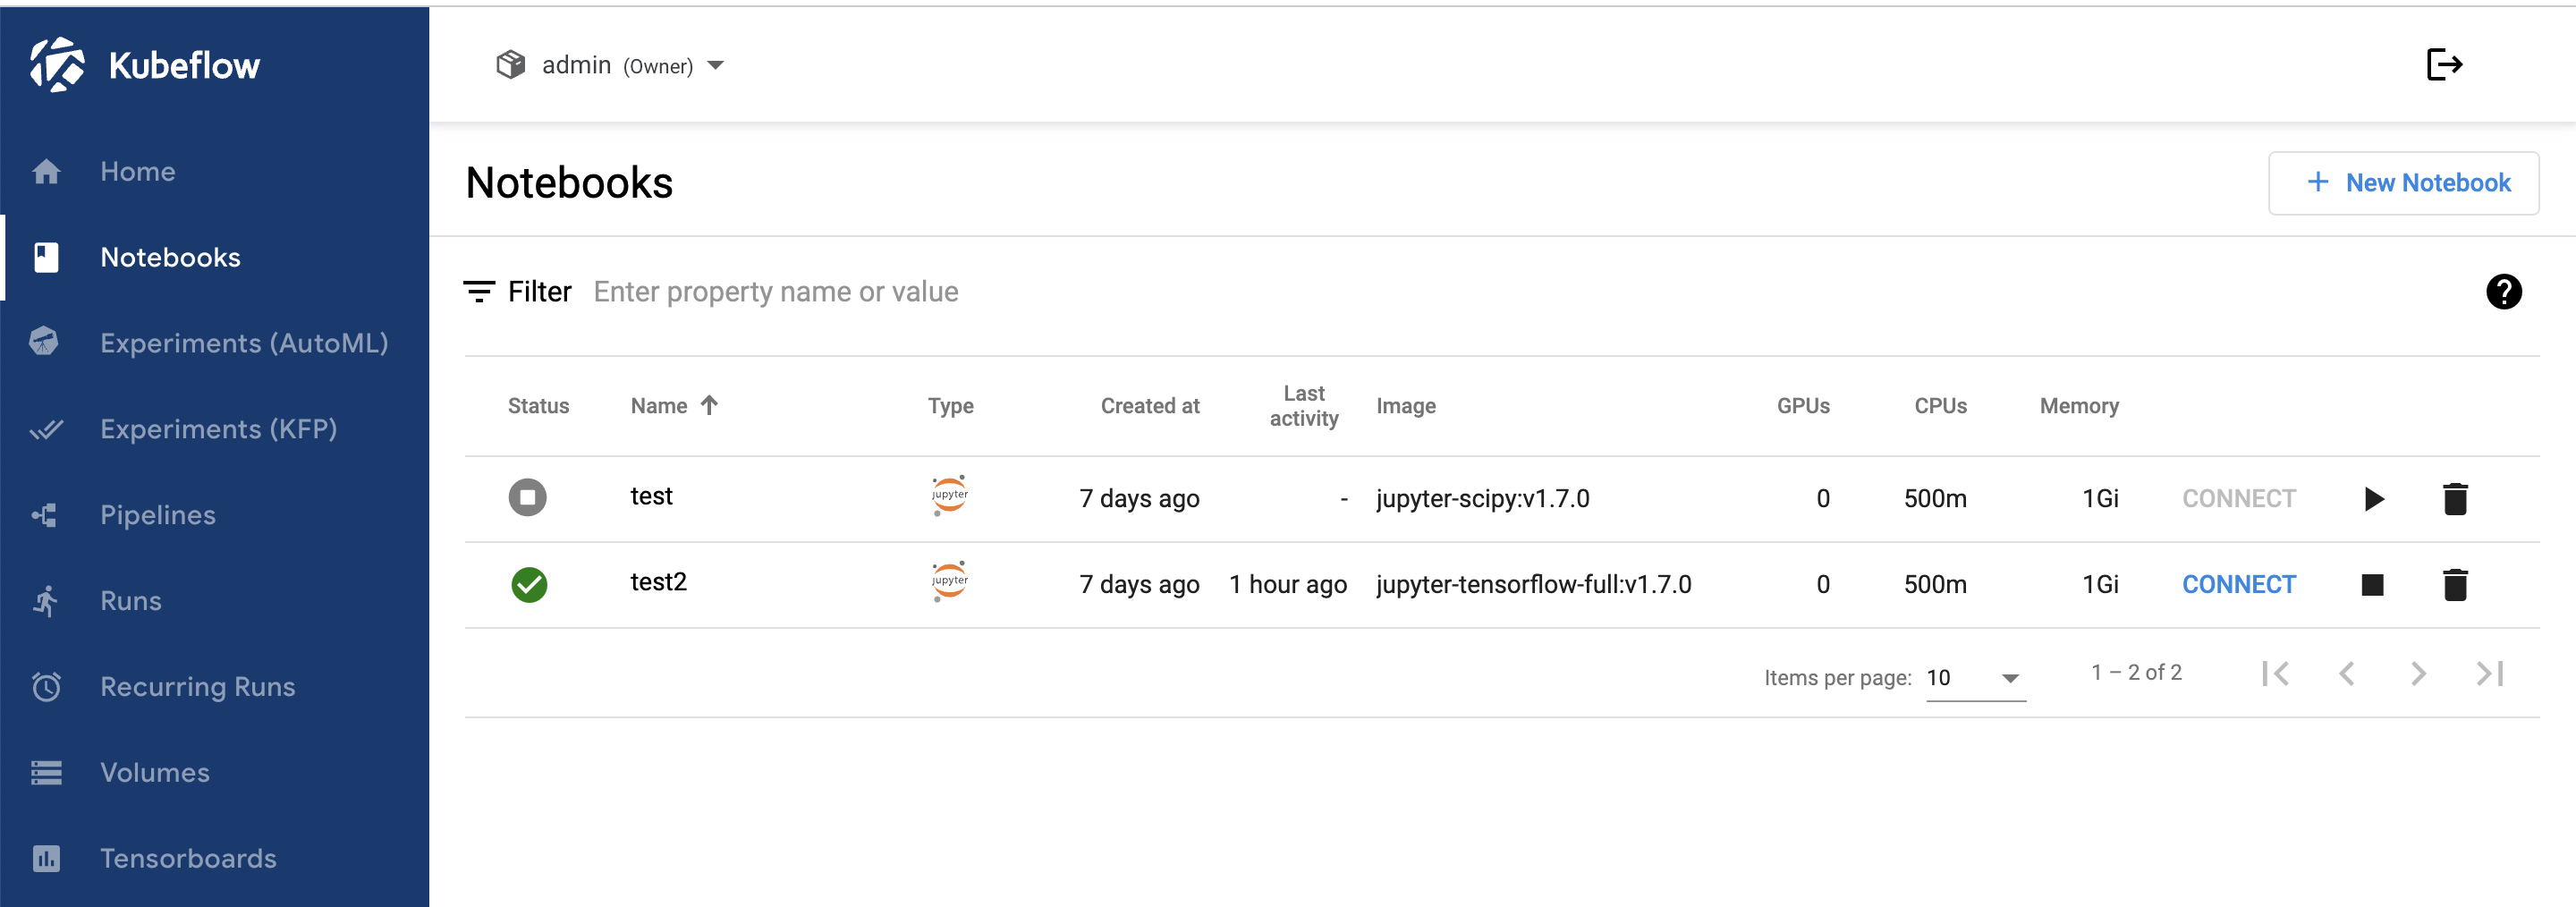 Kubeflow
admin (Owner)
Home
Notebooks
Experiments (AutoML)
Experiments (KFP)
Pipelines
Runs
Recurring Runs
Volumes
Tensorboards
Notebooks
New Notebook
Filter Enter property name or value
?
Status Name Type Created at Last activity Image GPUs CPUs Memory
test jupyter 7 days ago - jupyter-scipy:v1.7.0 0 500m 1Gi CONNECT
test2 jupyter 7 days ago 1 hour ago jupyter-tensorflow-full:v1.7.0 0 500m 1Gi CONNECT
Items per page: 10 1 – 2 of 2